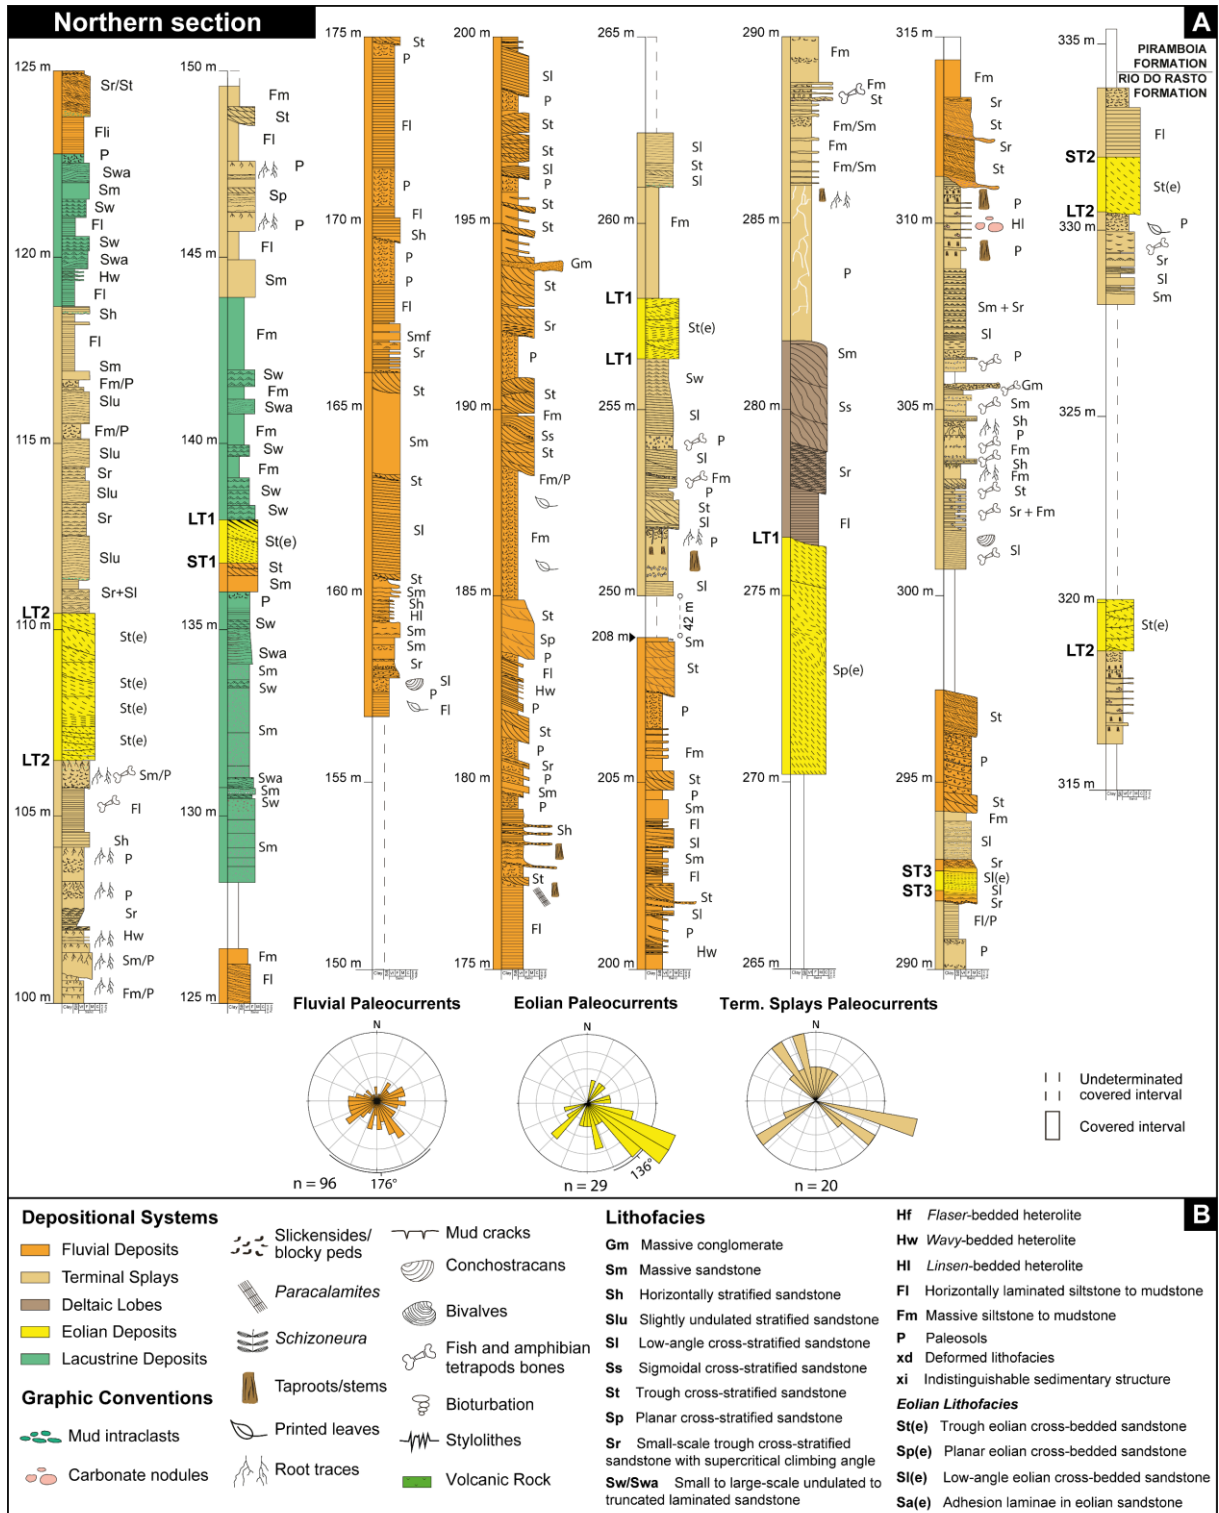 Northern section
A
125 m
Sr/St
Fli
P
Swa
Sm
Sw
Fl
120 m
Sw
Swa
Hw
Fl
Sh
Fl
Sm
Fm/P
Slu
115 m
Fm/P
Slu
Sr
Slu
Sr
Slu
Sr+Sl
LT2
110 m
St(e)
St(e)
St(e)
St(e)
LT2
Sm/P
105 m
Fl
Sh
P
P
Sr
Hw
Sm/P
Fm/P
100 m
150 m
Fm
St
Fl
P
Sp
P
145 m
Fl
Sm
Fm
Sw
Fm
Swa
140 m
Fm
Sw
Fm
Sw
Sw
LT1
St(e)
ST1
St
Sm
P
135 m
Sw
Swa
Sm
Sw
Sm
Swa
Sm
Sw
130 m
Sm
Fm
Fl
125 m
175 m
St
P
Fl
P
170 m
Fl
Sh
P
P
Fl
Smf
Sr
St
165 m
Sm
St
Sl
160 m
St
Sm
Sh
Hl
Sm
Sm
Sr
Sl
P
Fl
155 m
150 m
200 m
Sl
P
St
St
Sl
P
St
195 m
St
Gm
St
Sr
P
190 m
St
Fm
Ss
St
Fm/P
Fm
185 m
St
Sp
P
Fl
Hw
P
St
P
180 m
Sr
P
Sm
P
Sh
St
Fl
175 m
265 m
Sl
St
Sl
260 m
Fm
LT1
St(e)
LT1
Sw
255 m
Sl
P
Sl
Fm
P
St
Sl
P
Sl
250 m
42 m
208 m
Sm
St
P
Fm
205 m
St
P
Sm
Fl
Sl
Sm
Fl
St
Sl
P
Hw
200 m
290 m
Fm
Fm
St
Fm/Sm
Fm
Fm/Sm
285 m
P
Sm
280 m
Ss
Sr
Fl
LT1
275 m
Sp(e)
270 m
265 m
315 m
Fm
Sr
St
Sr
St
P
310 m
Hl
P
Sm + Sr
Sl
P
Gm
305 m
Sm
Sh
P
Fm
Sh
Fm
St
Sr + Fm
Sl
300 m
St
P
295 m
St
Fm
Sl
Sr
ST3
Sl(e)
ST3
Sl
Sr
Fl/P
P
290 m
335 m
PIRAMBOIA
FORMATION
RIO DO RASTO
FORMATION
Fl
ST2
St(e)
LT2
330 m
P
Sr
Sl
Sm
325 m
320 m
St(e)
LT2
315 m
Fluvial Paleocurrents
N
n = 96
176°
Eolian Paleocurrents
N
136°
n = 29
Term. Splays Paleocurrents
N
n = 20
Undeterminated
covered interval
Covered interval
B
Depositional Systems
Fluvial Deposits
Terminal Splays
Deltaic Lobes
Eolian Deposits
Lacustrine Deposits
Graphic Conventions
Mud intraclasts
Carbonate nodules
Slickensides/
blocky peds
Paracalamites
Schizoneura
Taproots/stems
Printed leaves
Root traces
Mud cracks
Conchostracans
Bivalves
Fish and amphibian
tetrapods bones
Bioturbation
Stylolithes
Volcanic Rock
Lithofacies
Gm Massive conglomerate
Sm Massive sandstone
Sh Horizontally stratified sandstone
Slu Slightly undulated stratified sandstone
Sl Low-angle cross-stratified sandstone
Ss Sigmoidal cross-stratified sandstone
St Trough cross-stratified sandstone
Sp Planar cross-stratified sandstone
Sr Small-scale trough cross-stratified
sandstone with supercritical climbing angle
Sw/Swa Small to large-scale undulated to
truncated laminated sandstone
Hf Flaser-bedded heterolite
Hw Wavy-bedded heterolite
Hl Linsen-bedded heterolite
Fl Horizontally laminated siltstone to mudstone
Fm Massive siltstone to mudstone
P Paleosols
xd Deformed lithofacies
xi Indistinguishable sedimentary structure
Eolian Lithofacies
St(e) Trough eolian cross-bedded sandstone
Sp(e) Planar eolian cross-bedded sandstone
Sl(e) Low-angle eolian cross-bedded sandstone
Sa(e) Adhesion laminae in eolian sandstone